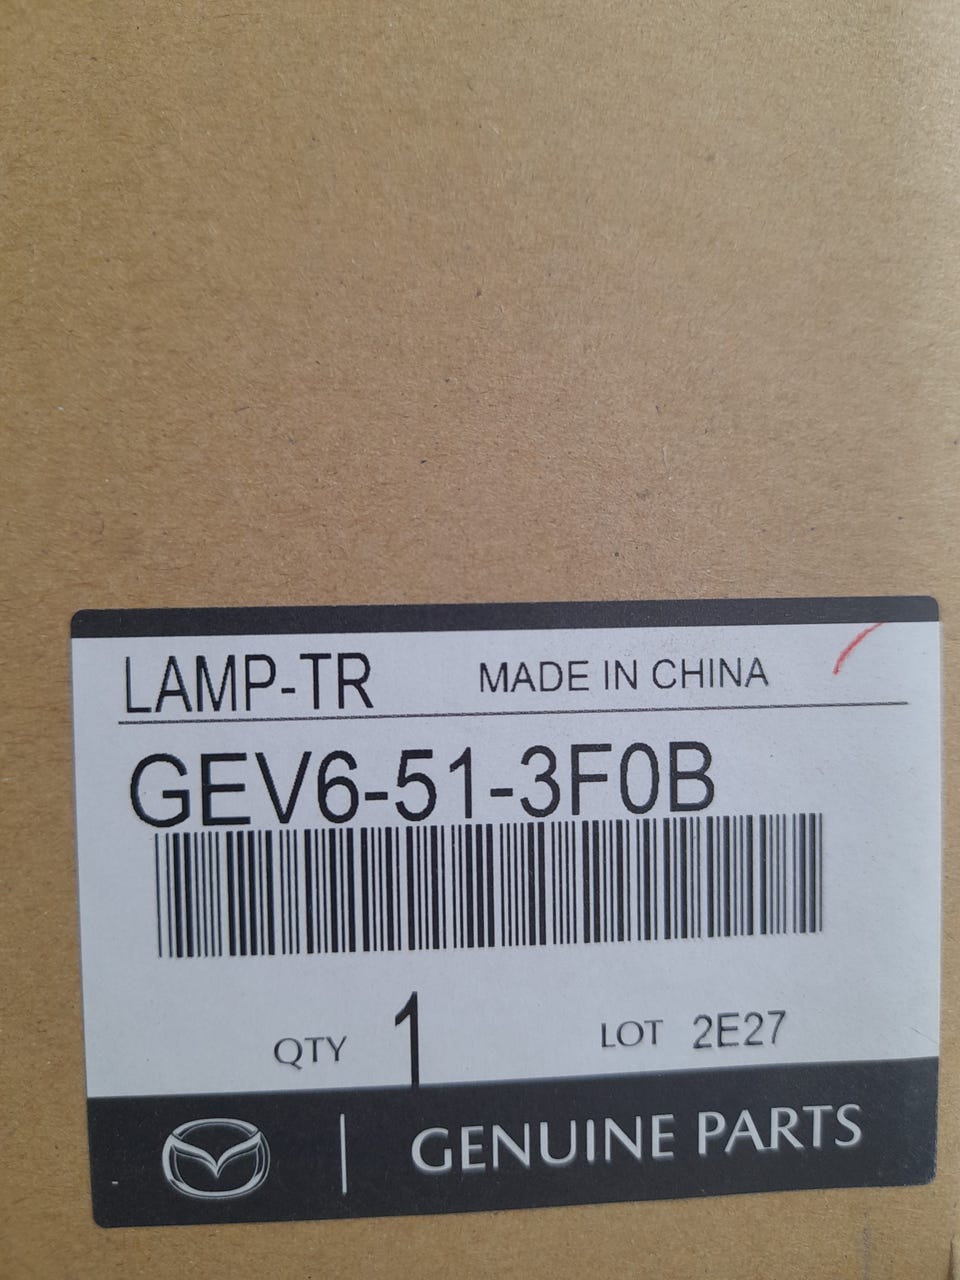 LAMP-TR MADE IN CHINA
GEV6-51-3F0B
QTY 1 LOT 2E27
GENUINE PARTS